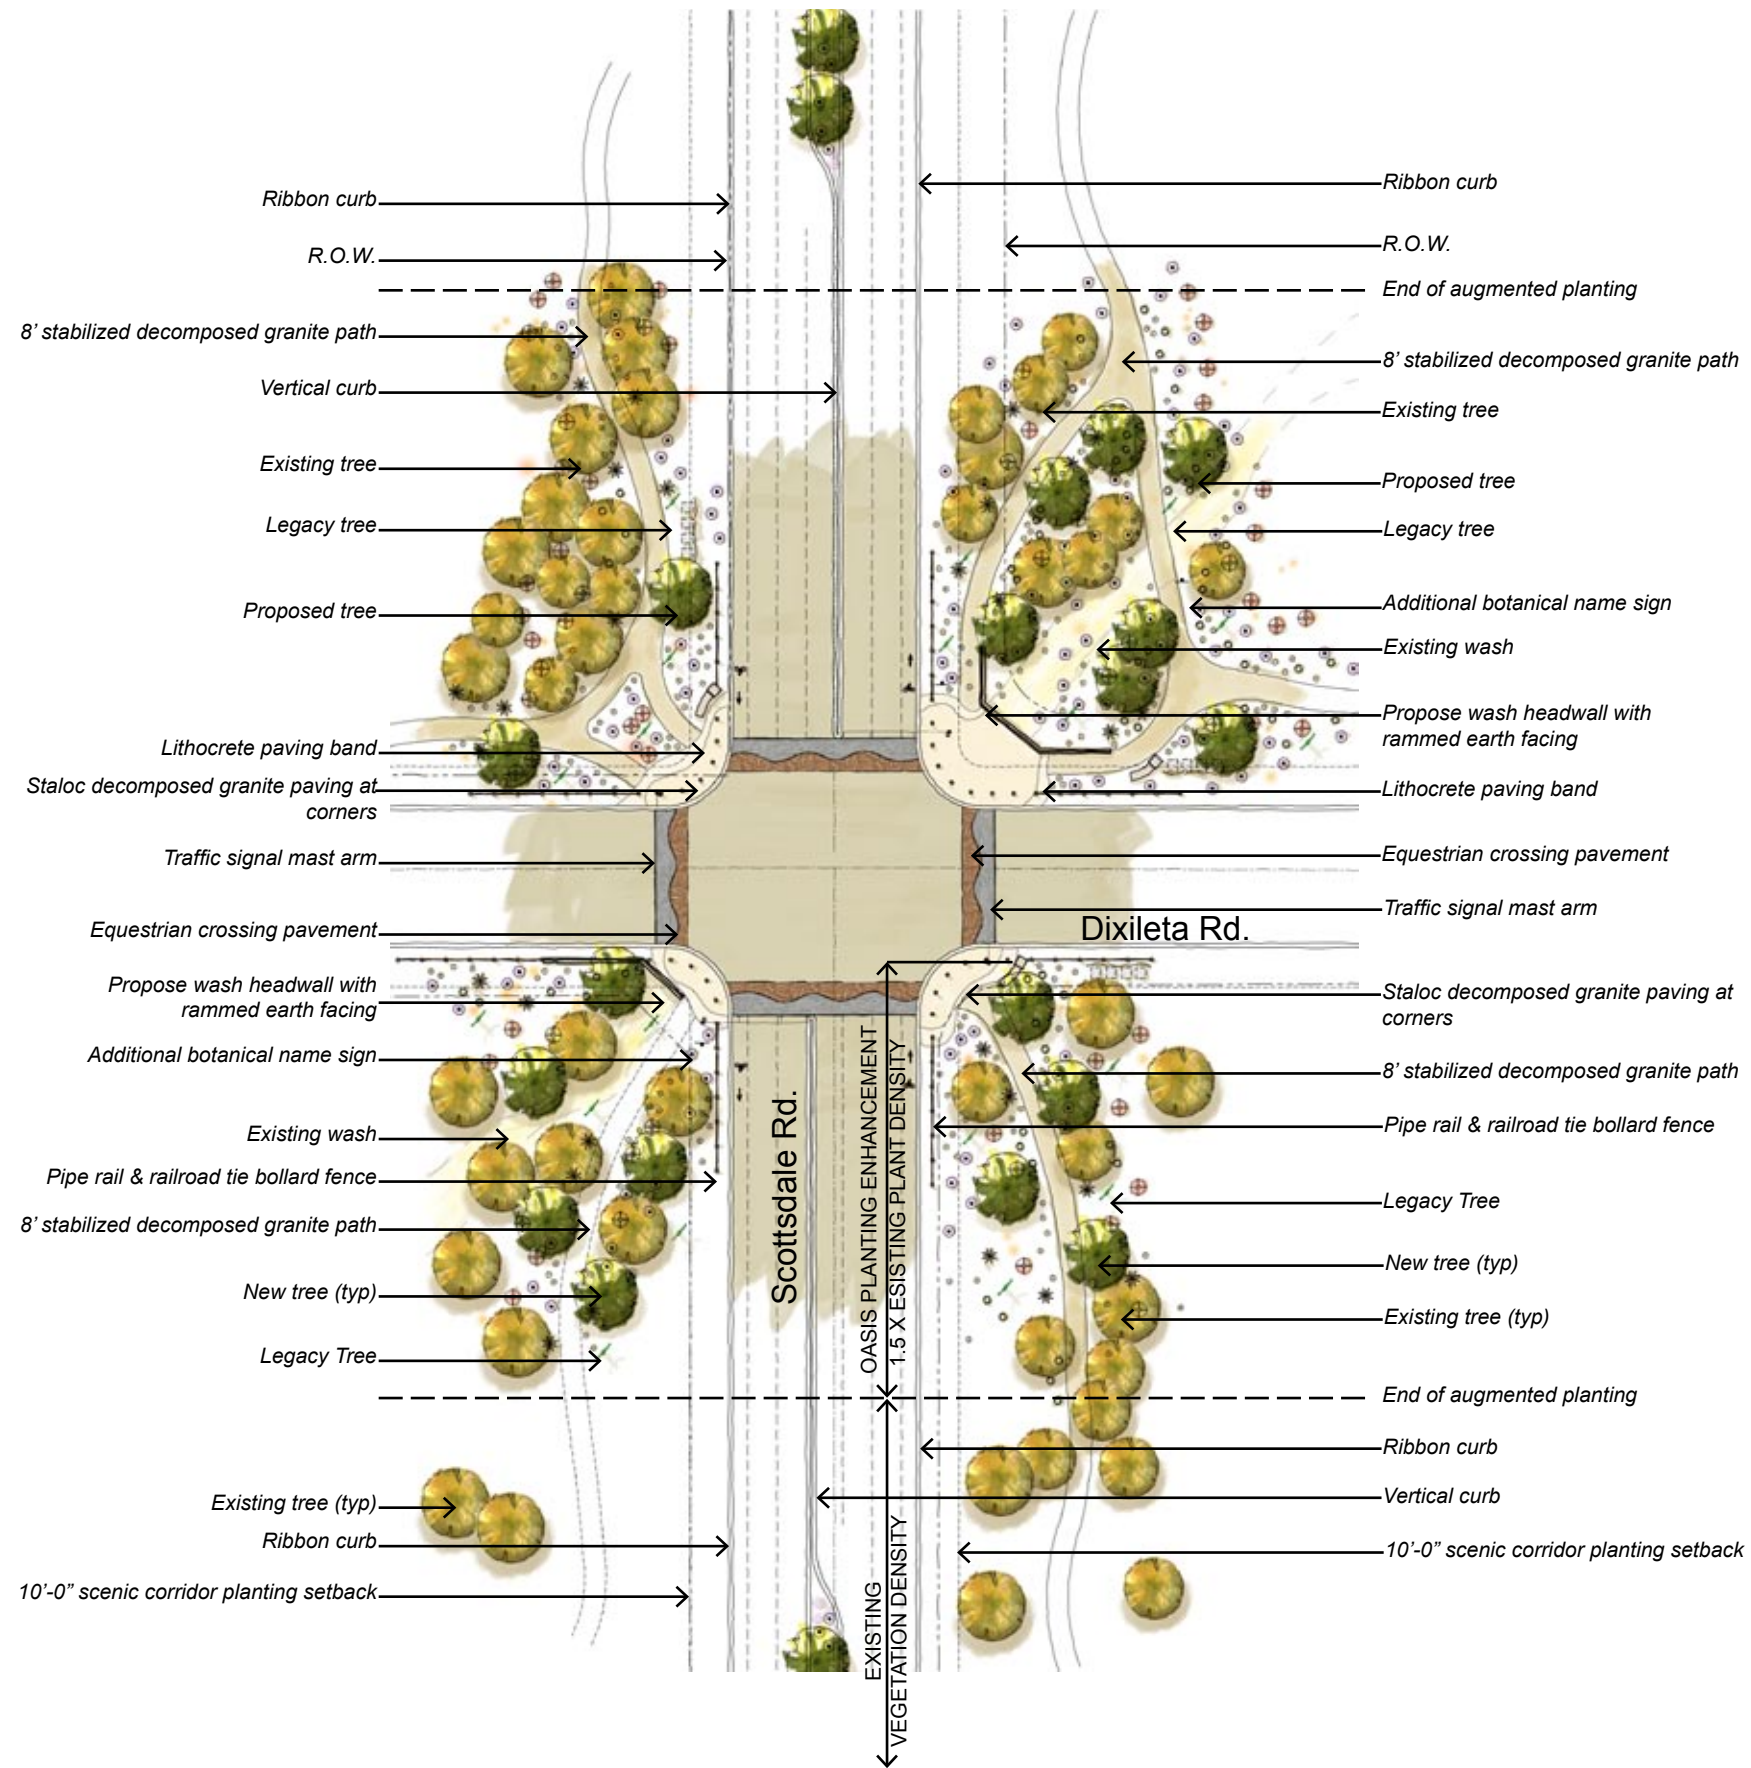 Ribbon curb
R.O.W.
8’ stabilized decomposed granite path
Vertical curb
Existing tree
Legacy tree
Proposed tree
Lithocrete paving band
Staloc decomposed granite paving at
corners
Traffic signal mast arm
Equestrian crossing pavement
Propose wash headwall with
rammed earth facing
Additional botanical name sign
Existing wash
Pipe rail & railroad tie bollard fence
8’ stabilized decomposed granite path
New tree (typ)
Legacy Tree
Existing tree (typ)
Ribbon curb
10’-0” scenic corridor planting setback
Scottsdale Rd.
OASIS PLANTING ENHANCEMENT
1.5 X ESISTING PLANT DENSITY
EXISTING
VEGETATION DENSITY
Dixileta Rd.
Ribbon curb
R.O.W.
End of augmented planting
8’ stabilized decomposed granite path
Existing tree
Proposed tree
Legacy tree
Additional botanical name sign
Existing wash
Propose wash headwall with
rammed earth facing
Lithocrete paving band
Equestrian crossing pavement
Traffic signal mast arm
Staloc decomposed granite paving at
corners
8’ stabilized decomposed granite path
Pipe rail & railroad tie bollard fence
Legacy Tree
New tree (typ)
Existing tree (typ)
End of augmented planting
Ribbon curb
Vertical curb
10’-0” scenic corridor planting setback